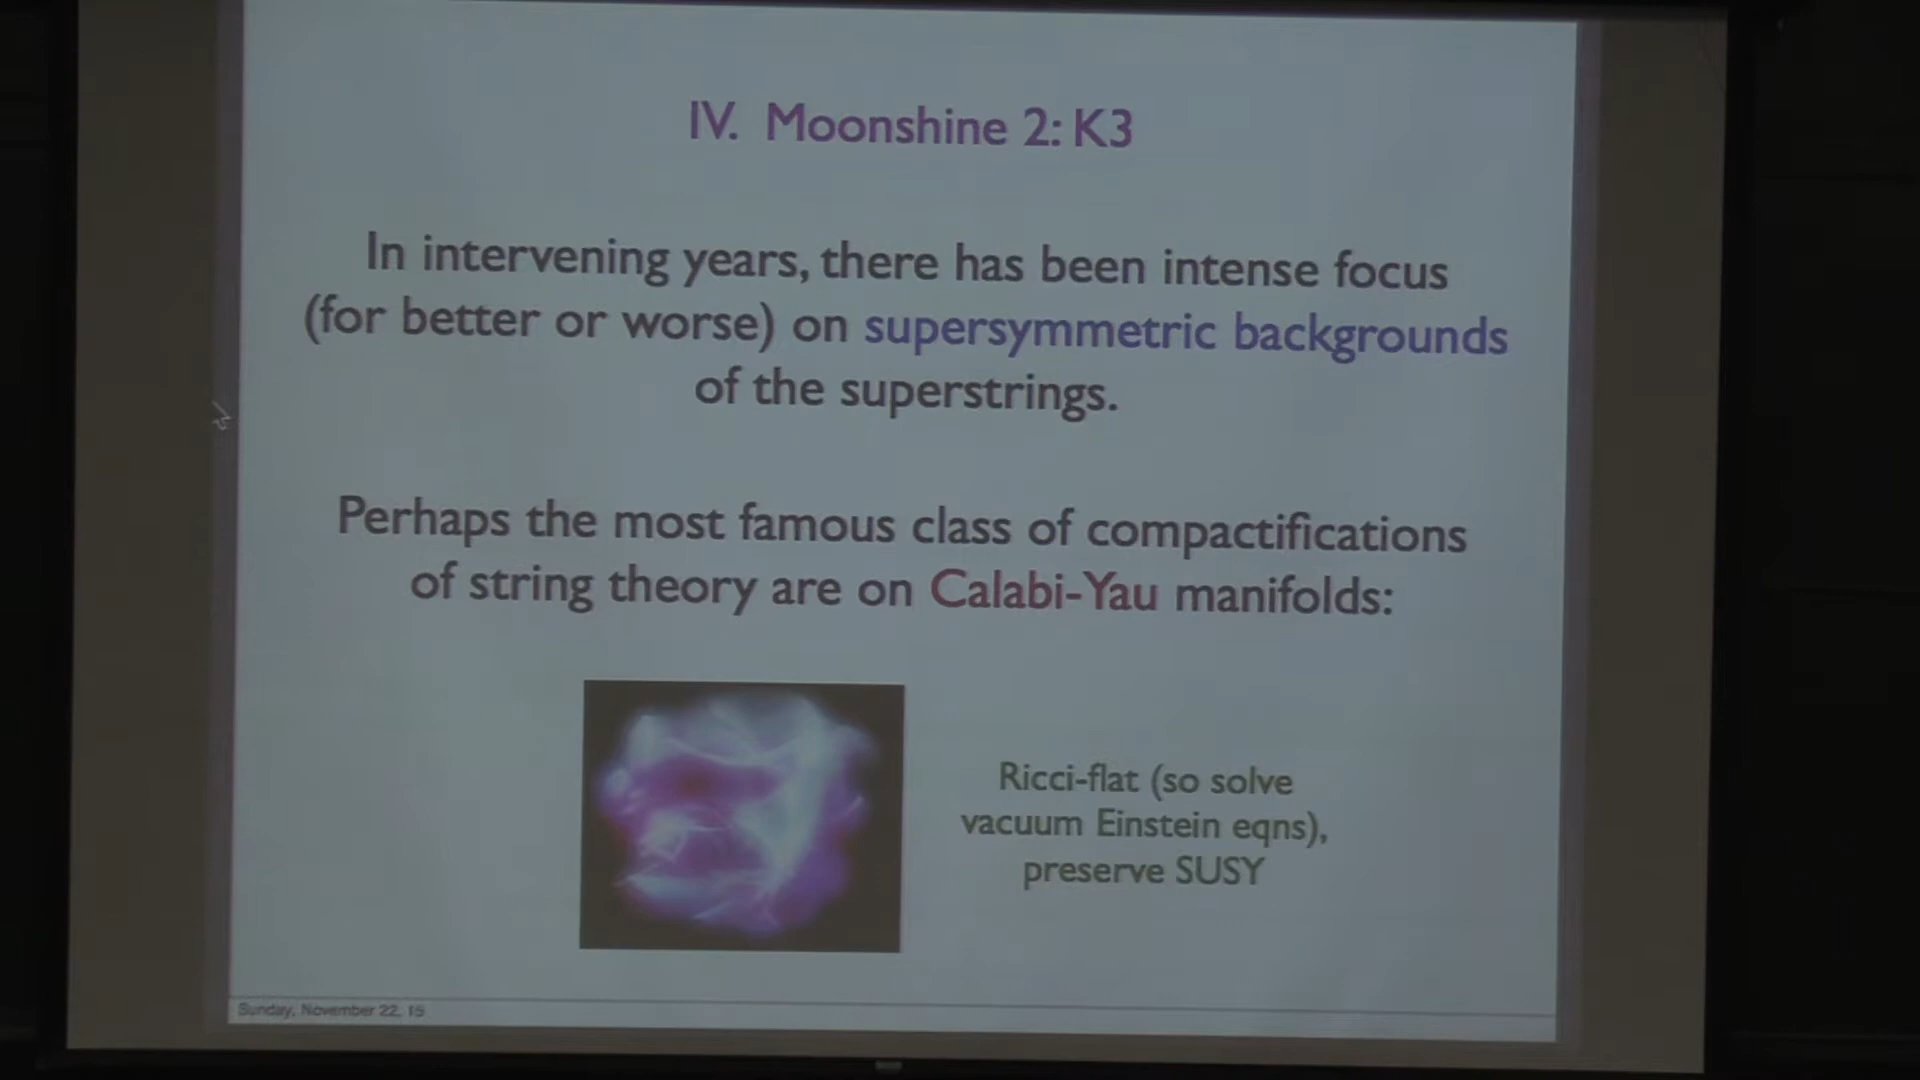 IV. Moonshine 2: K3
In intervening years, there has been intense focus
(for better or worse) on supersymmetric backgrounds
of the superstrings.
Perhaps the most famous class of compactifications
of string theory are on Calabi-Yau manifolds:
Ricci-flat (so solve
vacuum Einstein eqns),
preserve SUSY
Sunday, November 22, 15